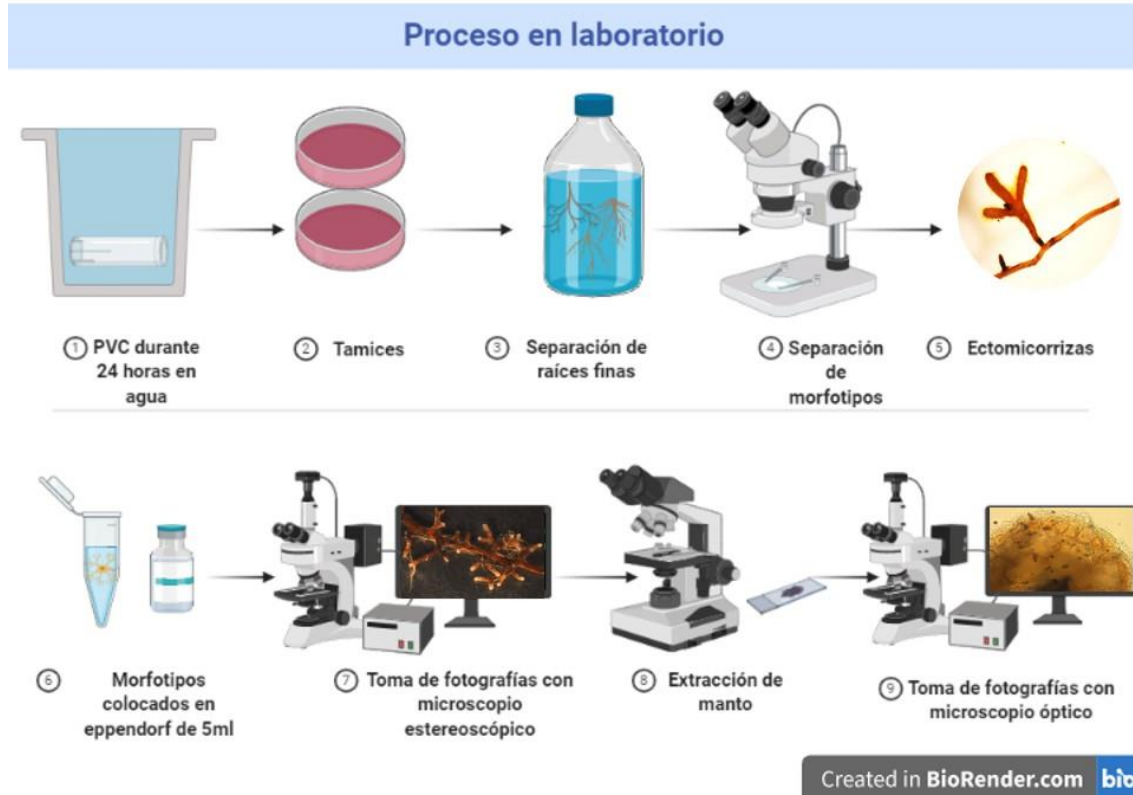 Proceso en laboratorio
1 PVC durante
24 horas en
agua
2 Tamices
3 Separación de
raíces finas
4 Separación
de
morfotipos
5 Ectomicorrizas
6 Morfotipos
colocados en
eppendorf de 5ml
7 Toma de fotografías con
microscopio
estereoscópico
8 Extracción de
manto
9 Toma de fotografías con
microscopio óptico
Created in BioRender.com bio